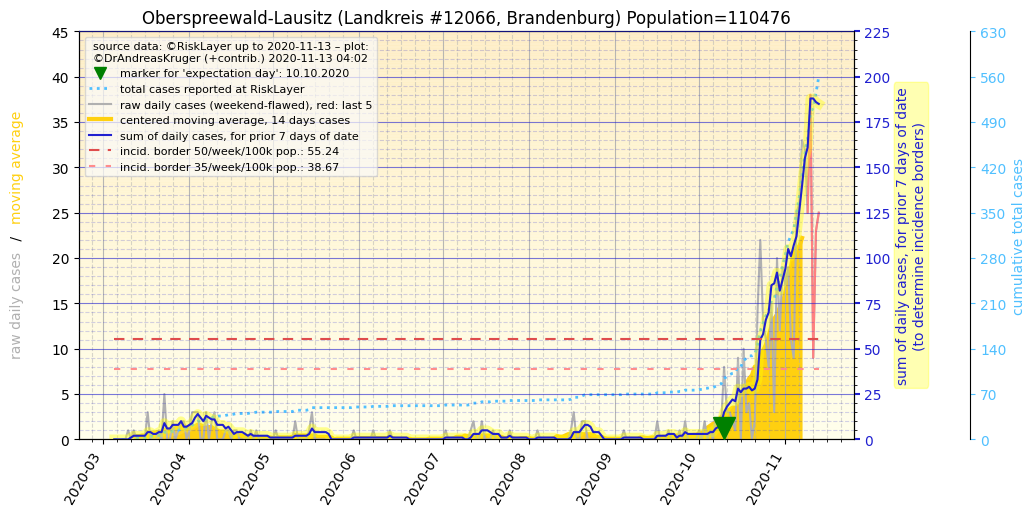 Oberspreewald-Lausitz (Landkreis #12066, Brandenburg) Population=110476
source data: ©RiskLayer up to 2020-11-13 – plot:
©DrAndreasKruger (+contrib.) 2020-11-13 04:02
marker for 'expectation day': 10.10.2020
total cases reported at RiskLayer
raw daily cases (weekend-flawed), red: last 5
centered moving average, 14 days cases
sum of daily cases, for prior 7 days of date
incid. border 50/week/100k pop.: 55.24
incid. border 35/week/100k pop.: 38.67
raw daily cases / moving average
45
40
35
30
25
20
15
10
5
0
2020-03
2020-04
2020-05
2020-06
2020-07
2020-08
2020-09
2020-10
2020-11
225
200
175
150
125
100
75
50
25
0
sum of daily cases, for prior 7 days of date
(to determine incidence borders)
630
560
490
420
350
280
210
140
70
0
cumulative total cases